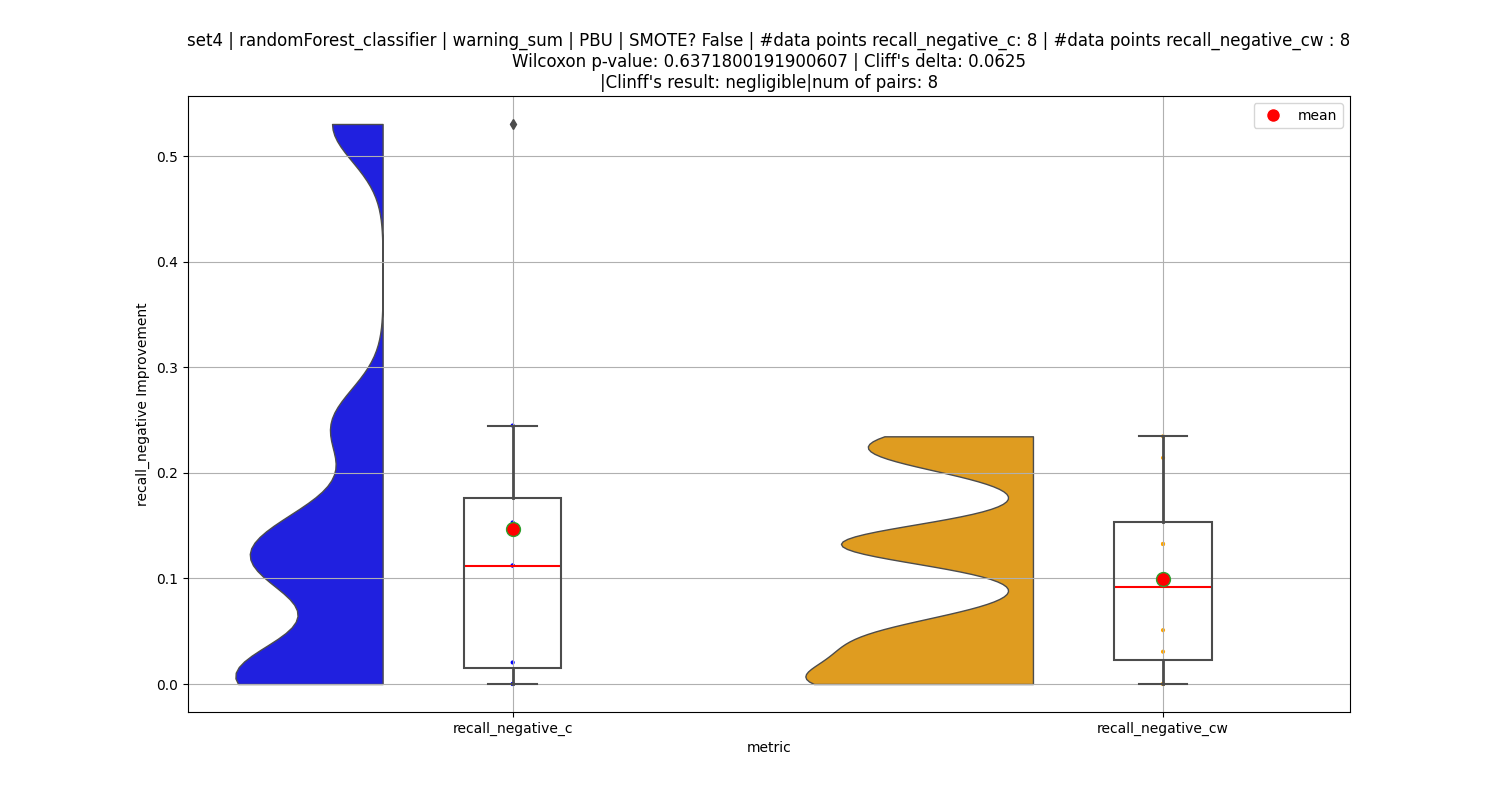 set4 | randomForest_classifier | warning_sum | PBU | SMOTE? False | #data points recall_negative_c: 8 | #data points recall_negative_cw : 8
Wilcoxon p-value: 0.6371800191900607 | Cliff's delta: 0.0625
|Clinff's result: negligible|num of pairs: 8
mean
0.5
0.4
0.3
0.2
0.1
0.0
recall_negative Improvement
recall_negative_c
recall_negative_cw
metric